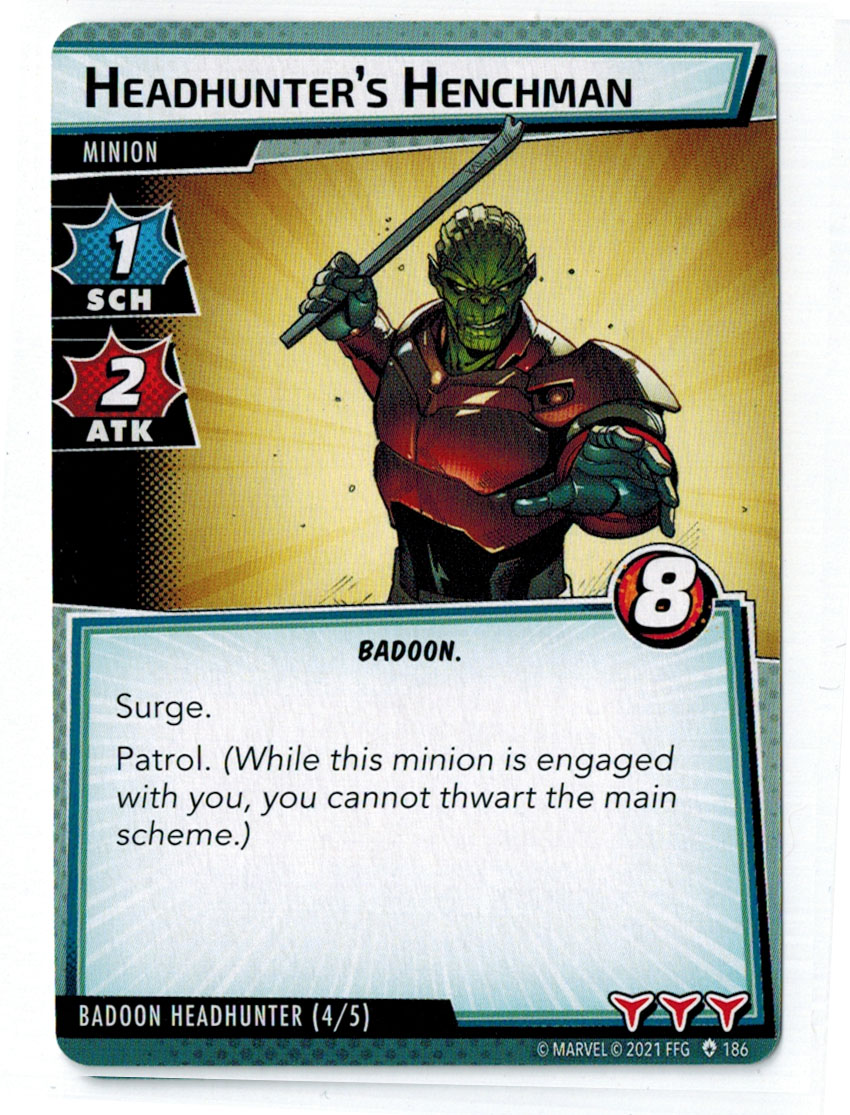 HEADHUNTER'S HENCHMAN
MINION
1
SCH
2
ATK
8
BADOON.
Surge.
Patrol. (While this minion is engaged
with you, you cannot thwart the main
scheme.)
BADOON HEADHUNTER (4/5)
© MARVEL © 2021 FFG 186